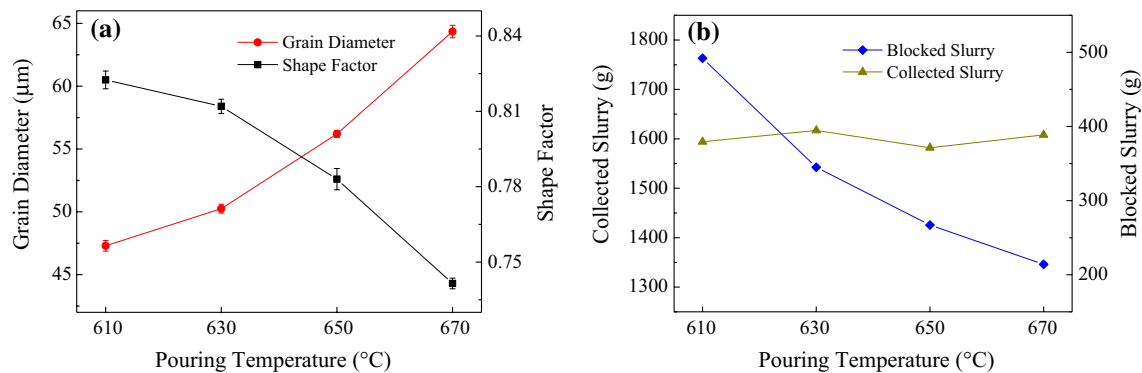 (a)
Grain Diameter
Shape Factor
65
60
55
50
45
Grain Diameter (μm)
0.84
0.81
0.78
0.75
Shape Factor
610
630
650
670
Pouring Temperature (°C)
(b)
Blocked Slurry
Collected Slurry
1800
1700
1600
1500
1400
1300
Collected Slurry (g)
500
400
300
200
Blocked Slurry (g)
610
630
650
670
Pouring Temperature (°C)